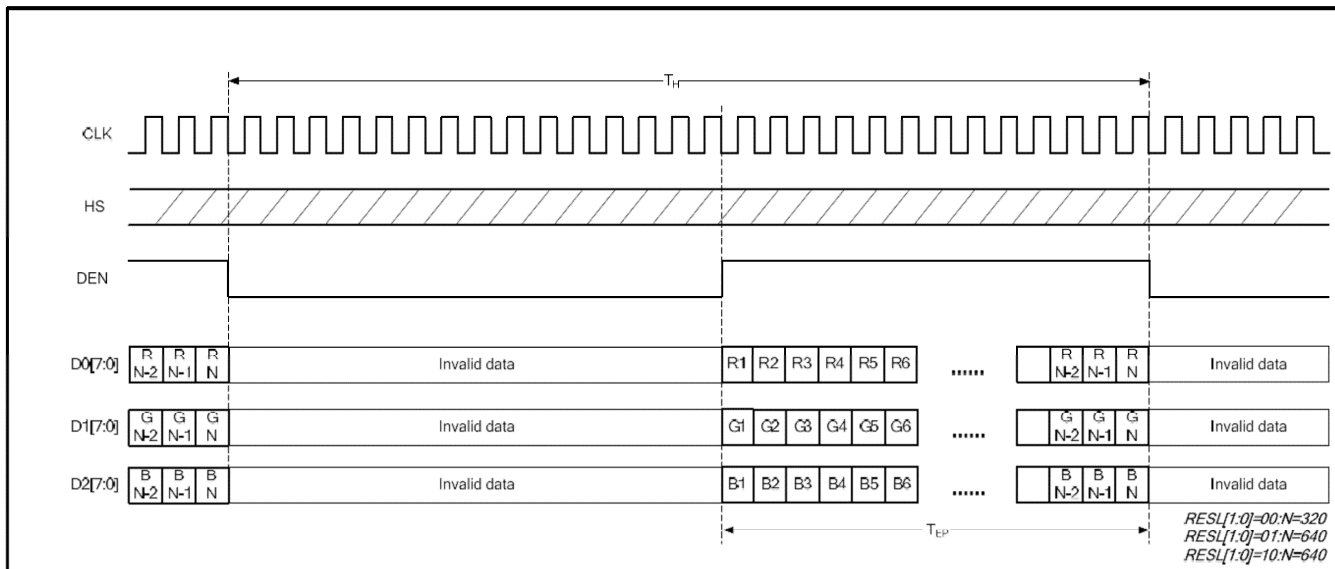 TH
CLK
HS
DEN
D0[7:0] R N-2 R N-1 R N Invalid data R1 R2 R3 R4 R5 R6 ...... R N-2 R N-1 R N Invalid data
D1[7:0] G N-2 G N-1 G N Invalid data G1 G2 G3 G4 G5 G6 ...... G N-2 G N-1 G N Invalid data
D2[7:0] B N-2 B N-1 B N Invalid data B1 B2 B3 B4 B5 B6 ...... B N-2 B N-1 B N Invalid data
TEP
RESL[1:0]=00:N=320
RESL[1:0]=01:N=640
RESL[1:0]=10:N=640